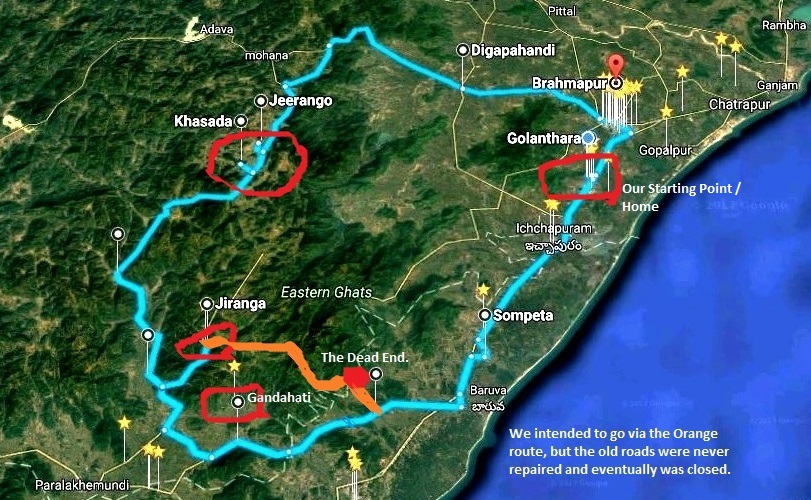 Pittal
Rambha
Adava
mohana
Digapahandi
Brahmapur
Ganjam
Jeerango
Chatrapur
Khasada
Golanthara
Gopalpur
Our Starting Point /
Home
Ichchapuram
ఇచ్ఛాపురం
Eastern Ghats
Jiranga
Sompeta
The Dead End.
Baruva
బారువ
Gandahati
We intended to go via the Orange
route, but the old roads were never
repaired and eventually was closed.
Paralakhemundi